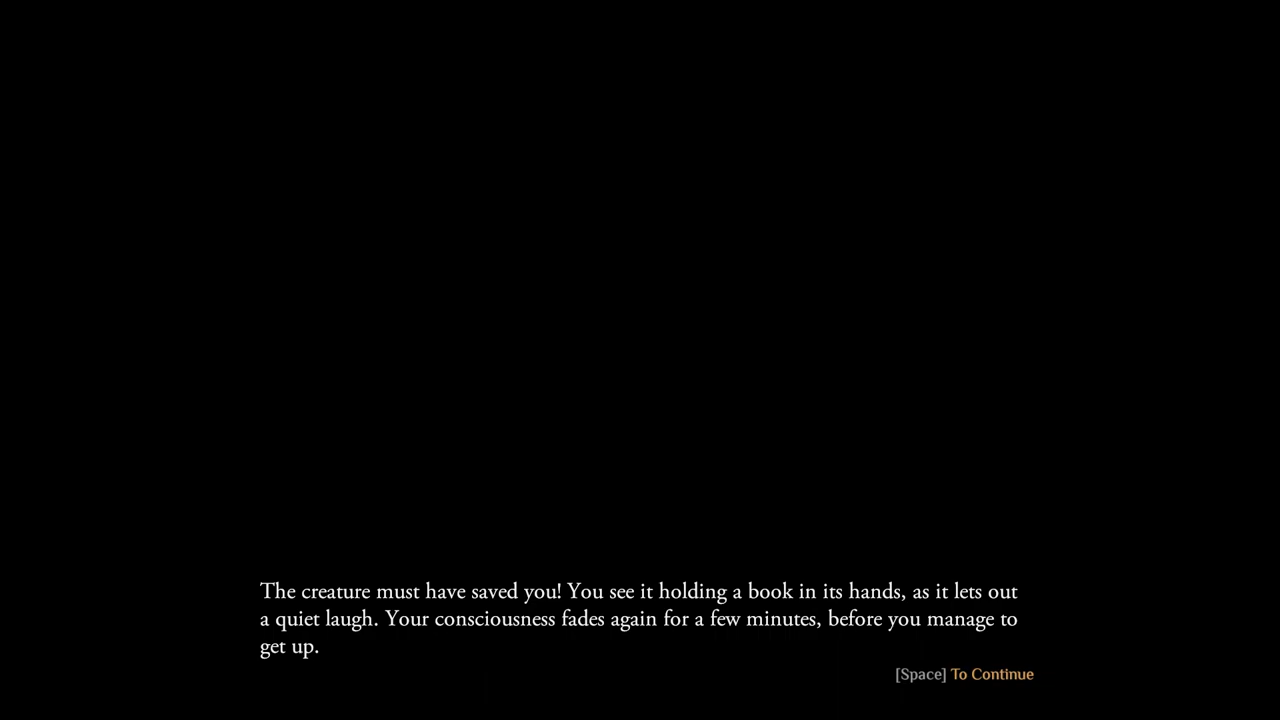 The creature must have saved you! You see it holding a book in its hands, as it lets out
a quiet laugh. Your consciousness fades again for a few minutes, before you manage to
get up.
[Space] To Continue